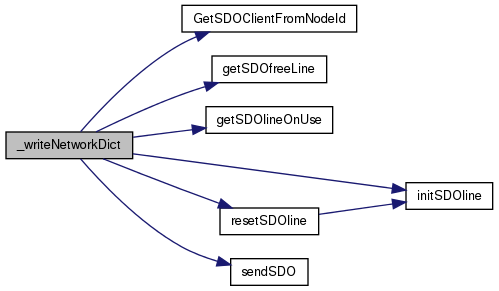 GetSDOClientFromNodeId
getSDOfreeLine
getSDOlineOnUse
_writeNetworkDict
initSDOline
resetSDOline
sendSDO